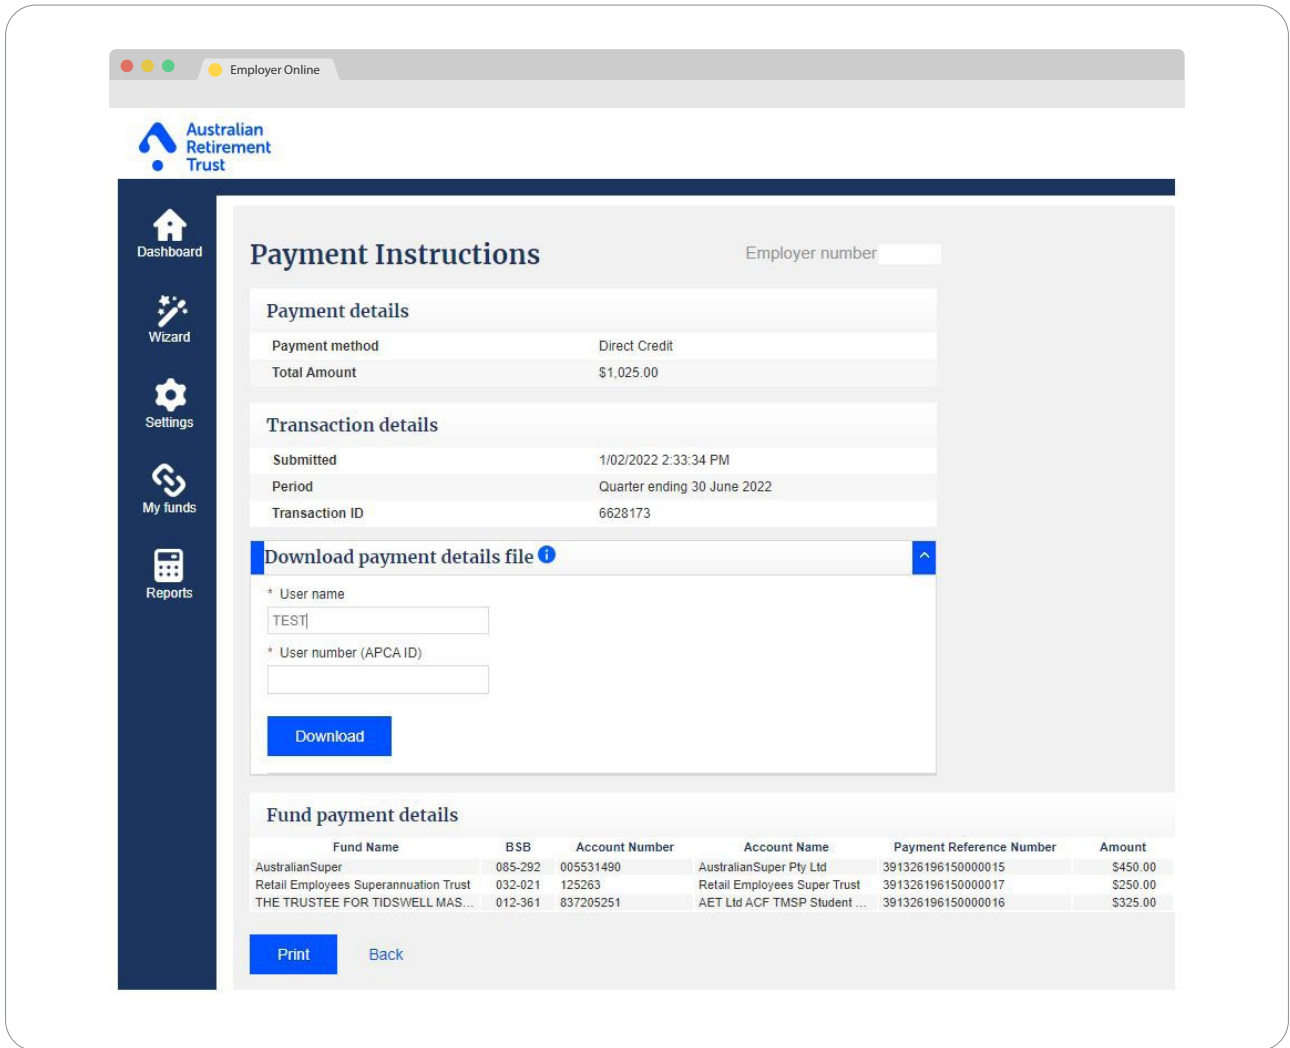 Employer Online
Australian
Retirement
Trust
Dashboard
Wizard
Settings
My funds
Reports
Payment Instructions
Employer number
Payment details
Payment method Direct Credit
Total Amount $1,025.00
Transaction details
Submitted 1/02/2022 2:33:34 PM
Period Quarter ending 30 June 2022
Transaction ID 6628173
Download payment details file
* User name
TEST
* User number (APCA ID)
Download
Fund payment details
Fund Name BSB Account Number Account Name Payment Reference Number Amount
AustralianSuper 085-292 005531490 AustralianSuper Pty Ltd 391326196150000015 $450.00
Retail Employees Superannuation Trust 032-021 125263 Retail Employees Super Trust 391326196150000017 $250.00
THE TRUSTEE FOR TIDSWELL MAS... 012-361 837205251 AET Ltd ACF TMSP Student ... 391326196150000016 $325.00
Print Back